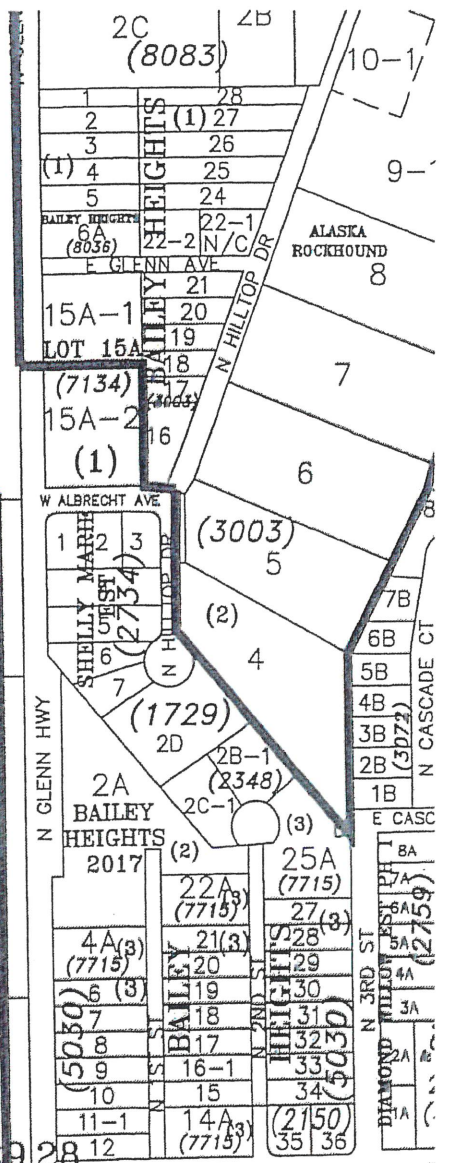 2C
2B
(8083)
10-1
9-
1
28
2
(1)
27
3
26
(1)
4
25
5
24
BAILEY HEIGHTS
6A
(8036)
22-2
22-1
N/C
BAILEY HEIGHTS
ALASKA
ROCKHOUND
8
E GLENN AVE
N HILLTOP DR
21
20
19
18
17
(3003)
16
15A-1
LOT 15A
(7134)
15A-2
(1)
7
6
W ALBRECHT AVE
(3003)
5
1
2
3
SHELLY MARIE
EST
(2734)
5
6
7
N HILLTOP DR
(2)
4
7B
6B
5B
4B
3B
2B
1B
(3072)
N CASCADE CT
(1729)
2D
2B-1
(2348)
2C-1
(3)
N GLENN HWY
2A
BAILEY
HEIGHTS
2017
(2)
E CASC
25A
(7715)
22A
(3)
(7715)
27
(3)
4A
(3)
(7715)
21
(3)
28
20
29
6
(3)
19
30
7
18
31
8
17
32
9
16-1
33
10
15
34
11-1
14A
(3)
(7715)
(2150)
12
35
36
(5030)
N 1ST ST
BAILEY
N 2ND ST
HEIGHTS
(5030)
N 3RD ST
DIAMOND WILLOW EST PH I
8A
7A
6A
5A
4A
3A
2A
1A
(2759)
928